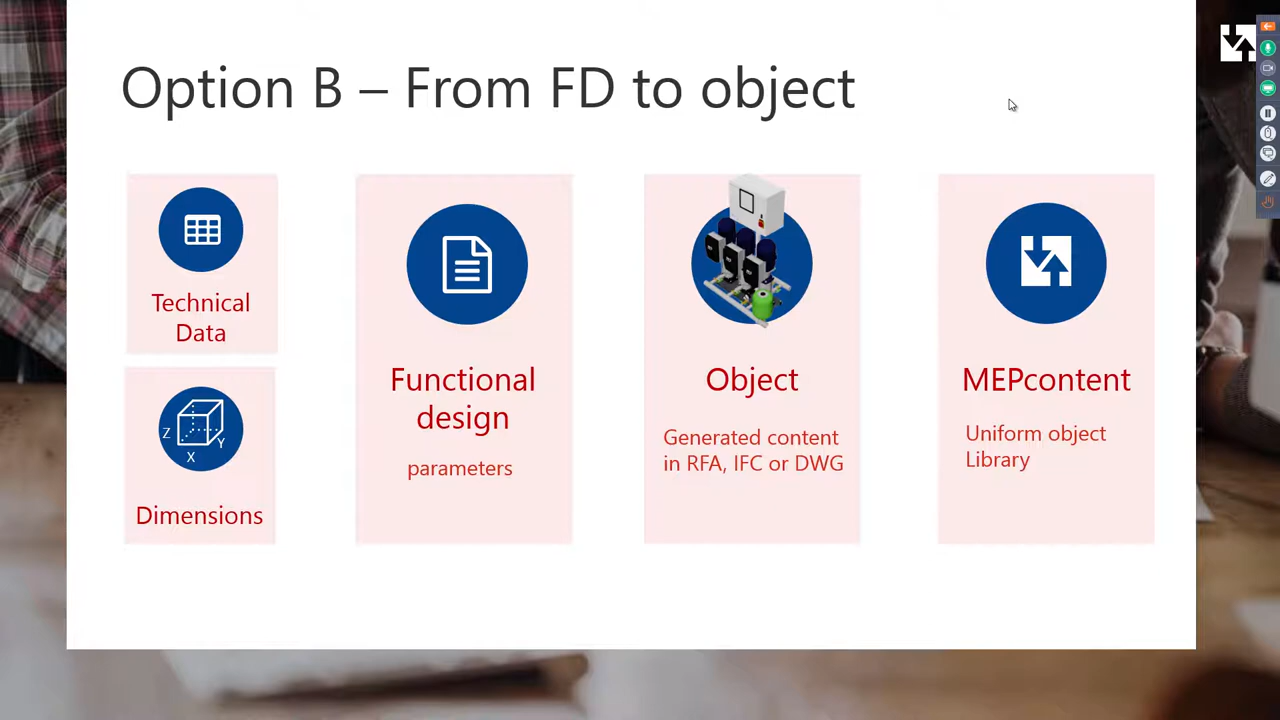 Option B – From FD to object
Technical
Data
Z
Y
X
Dimensions
Functional
design
parameters
Object
Generated content
in RFA, IFC or DWG
MEPcontent
Uniform object
Library